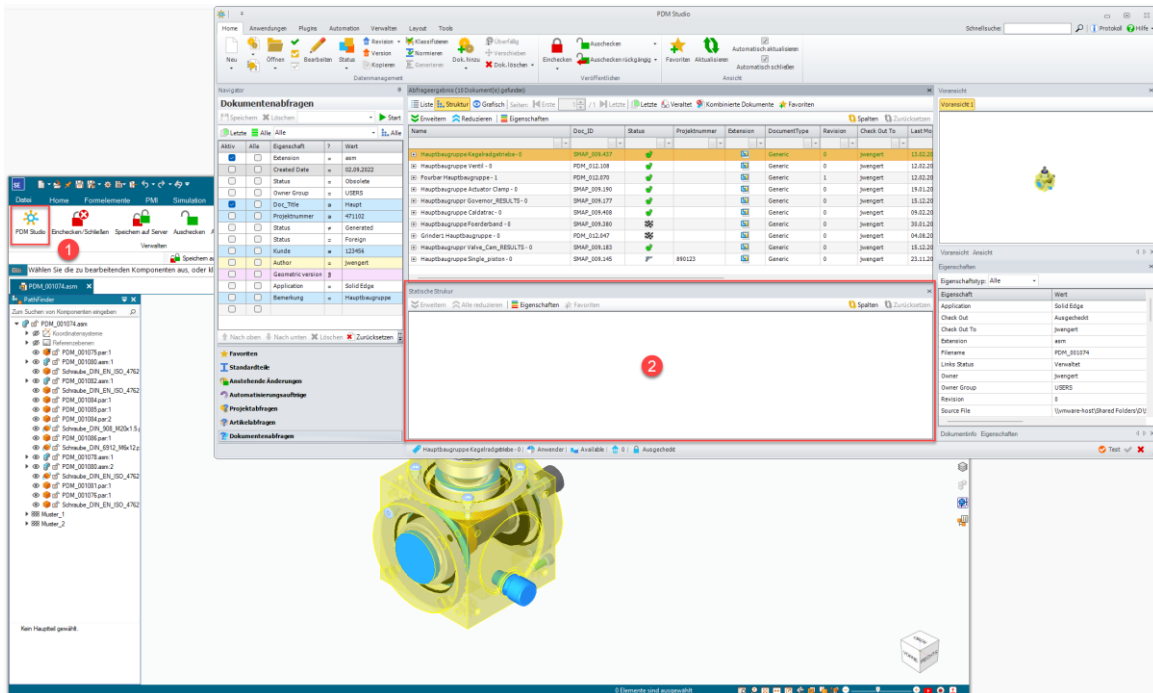 PDM Studio
Home Anwendungen Plugins Automation Verwalten Layout Tools
Schnellsuche: Protokoll Hilfe
Neu Öffnen Bearbeiten Status Revision Version Kopieren Klassifizieren Normieren Generieren Dok. hinzu Überfällig Verschieben Dok. löschen
Einchecken Auschecken Auschecken rückgängig Favoriten Aktualisieren Automatisch aktualisieren Automatisch schließen
Datenmanagement Veröffentlichen Ansicht
Navigator
Dokumentenabfragen
Speichern Löschen Start
Letzte Alle Alle Alle
Aktiv Alle Eigenschaft ? Wert
Extension = asm
Created Date = 02.09.2022
Status = Obsolete
Owner Group = USERS
Doc_Title Haupt
Projektnummer 471102
Status Generated
Status = Foreign
Kunde 123456
Author = jwengert
Geometric version
Application = Solid Edge
Bemerkung = Hauptbaugruppe
Nach oben Nach unten Löschen Zurücksetzen
Favoriten
Standardteile
Anstehende Änderungen
Automatisierungsaufträge
Projektabfragen
Artikelabfragen
Dokumentenabfragen
Abfrageergebnis (10 Document(s) gefunden)
Liste Struktur Grafisch Seiten: Erste 1 / 1 Letzte Letzte Veraltet Kombinierte Dokumente Favoriten
Erweitern Reduzieren Eigenschaften Spalten Zurücksetzen
Name Doc_ID Status Projektnummer Extension DocumentType Revision Check Out To Last Mo
Hauptbaugruppe Kegelradgetriebe- 0 SMAP_009.437 Generic 0 jwengert 13.02.20
Hauptbaugruppe Ventil - 0 PDM_012.108 Generic 0 jwengert 12.02.20
Fourbar Hauptbaugruppe - 1 PDM_012.070 Generic 1 jwengert 12.02.20
Hauptbaugruppe Actuator Clamp - 0 SMAP_009.190 Generic 0 jwengert 19.01.20
Hauptbaugruppr Governor_RESULTS - 0 SMAP_009.177 Generic 0 jwengert 15.12.20
Hauptbaugruppe Caldatrac - 0 SMAP_009.408 Generic 0 jwengert 09.02.20
Hauptbaugruppe Foerderband - 0 SMAP_009.380 Generic 0 jwengert 30.01.20
Grinder1 Hauptbaugruppe - 0 PDM_012.047 Generic 0 jwengert 04.08.20
Hauptbaugruppr Valve_Cam_RESULTS - 0 SMAP_009.183 Generic 0 jwengert 15.12.20
Hauptbaugruppe Single_piston - 0 SMAP_009.145 890123 Generic 0 jwengert 23.11.20
Statische Strukur
Erweitern Alle reduzieren Eigenschaften Favoriten Spalten Zurücksetzen
2
Hauptbaugruppe Kegelradgetriebe - 0 Anwender Available 0 Ausgecheckt Test
Voransicht
Voransicht 1
Voransicht Ansicht
Eigenschaften
Eigenschaftstyp: Alle
Eigenschaft Wert
Application Solid Edge
Check Out Ausgecheckt
Check Out To jwengert
Extension asm
Filename PDM_001074
Links Status Verwaltet
Owner jwengert
Owner Group USERS
Revision 0
Source File \\vmware-host\Shared Folders\D\
Dokumentinfo Eigenschaften
SE
Datei Home Formelemente PMI Simulation
PDM Studio Einchecken/Schließen Speichern auf Server Auschecken
1
Verwalten
Speichern au
Wählen Sie die zu bearbeitenden Komponenten aus, oder kl
PDM_001074.asm
PathFinder
Zum Suchen von Komponenten eingeben
PDM_001074.asm
Koordinatensysteme
Referenzebenen
PDM_001075.par:1
PDM_001080.asm:1
Schraube_DIN_EN_ISO_4762
PDM_001082.asm:1
Schraube_DIN_EN_ISO_4762
PDM_001084.par:1
PDM_001085.par:1
PDM_001084.par:2
Schraube_DIN_908_M20x1.5.p
PDM_001086.par:1
Schraube_DIN_6912_M6x12.p
PDM_001078.asm:1
PDM_001080.asm:2
Schraube_DIN_EN_ISO_4762
PDM_001081.par:1
PDM_001076.par:1
Schraube_DIN_EN_ISO_4762
Muster_1
Muster_2
Kein Hauptteil gewählt.
VORNE RECHTS
0 Elemente sind ausgewählt